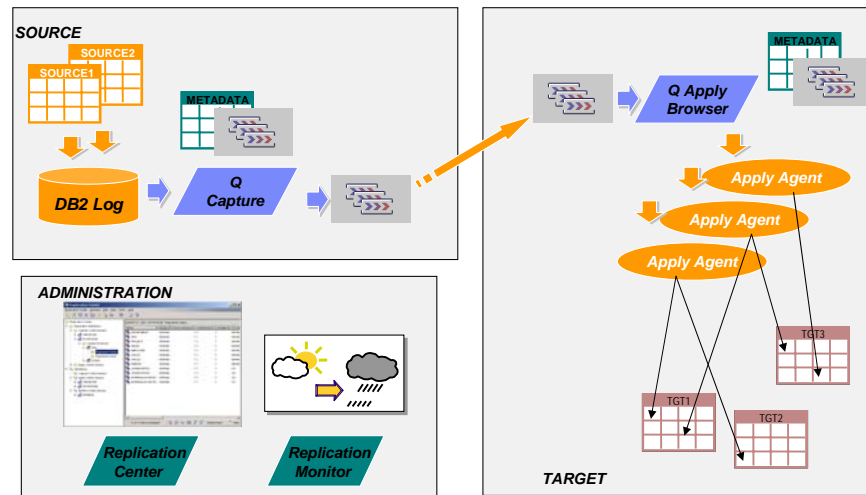 SOURCE
SOURCE2
SOURCE1
METADATA
DB2 Log
Q
Capture
Q Apply
Browser
METADATA
Apply Agent
Apply Agent
Apply Agent
TGT3
TGT1
TGT2
TARGET
ADMINISTRATION
Replication
Center
Replication
Monitor